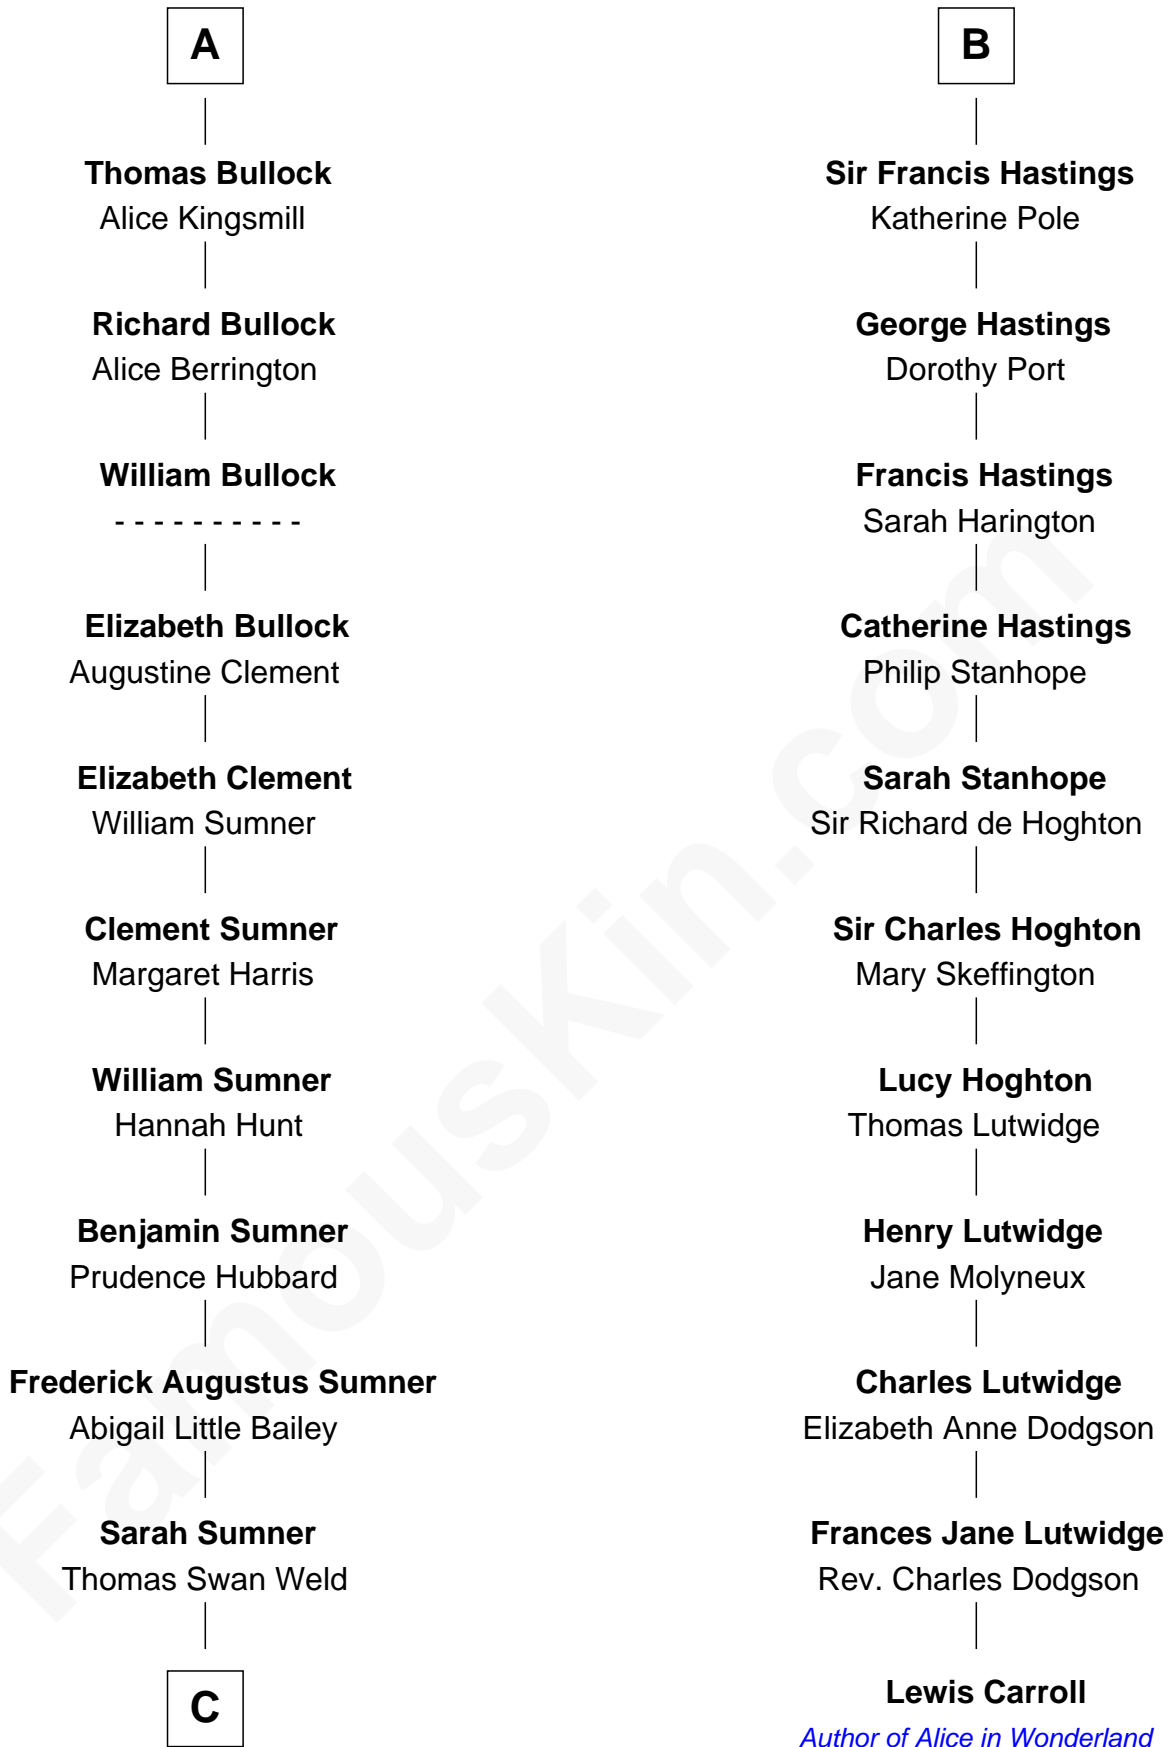 A
Thomas Bullock
Alice Kingsmill
Richard Bullock
Alice Berrington
William Bullock
- - - - - - - - - -
Elizabeth Bullock
Augustine Clement
Elizabeth Clement
William Sumner
Clement Sumner
Margaret Harris
William Sumner
Hannah Hunt
Benjamin Sumner
Prudence Hubbard
Frederick Augustus Sumner
Abigail Little Bailey
Sarah Sumner
Thomas Swan Weld
C
B
Sir Francis Hastings
Katherine Pole
George Hastings
Dorothy Port
Francis Hastings
Sarah Harington
Catherine Hastings
Philip Stanhope
Sarah Stanhope
Sir Richard de Hoghton
Sir Charles Hoghton
Mary Skeffington
Lucy Hoghton
Thomas Lutwidge
Henry Lutwidge
Jane Molyneux
Charles Lutwidge
Elizabeth Anne Dodgson
Frances Jane Lutwidge
Rev. Charles Dodgson
Lewis Carroll
Author of Alice in Wonderland
FamousKin.com